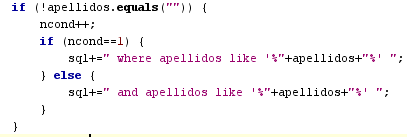 if (!apellidos.equals("")) {
ncond++;
if (ncond==1) {
sql+=" where apellidos like '%"+apellidos+"%' ";
} else {
sql+=" and apellidos like '%"+apellidos+"%' ";
}
}